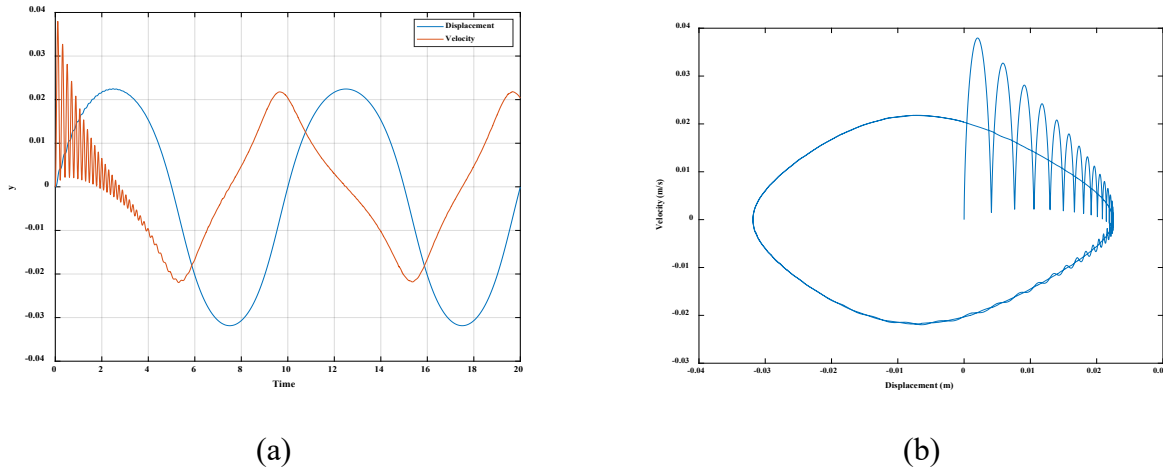 0.04
0.03
0.02
0.01
0
-0.01
-0.02
-0.03
-0.04
y
0 2 4 6 8 10 12 14 16 18 20
Time
Displacement
Velocity
(a)
0.04
0.03
0.02
0.01
0
-0.01
-0.02
-0.03
Velocity (m/s)
-0.04 -0.03 -0.02 -0.01 0 0.01 0.02 0.0
Displacement (m)
(b)